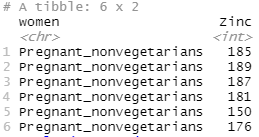 # A tibble: 6 x 2
women Zinc
<chr> <int>
1 Pregnant_nonvegetarians 185
2 Pregnant_nonvegetarians 189
3 Pregnant_nonvegetarians 187
4 Pregnant_nonvegetarians 181
5 Pregnant_nonvegetarians 150
6 Pregnant_nonvegetarians 176